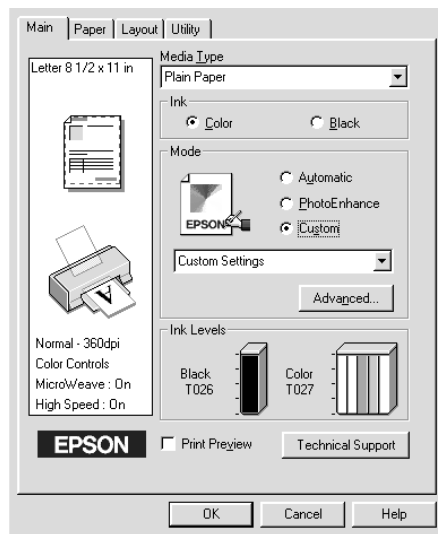 Main
Paper
Layout
Utility
Letter 8 1/2 x 11 in
Normal - 360dpi
Color Controls
MicroWeave : On
High Speed : On
EPSON
Media Type
Plain Paper
Ink
Color
Black
Mode
EPSON
Automatic
PhotoEnhance
Custom
Custom Settings
Advanced...
Ink Levels
Black
T026
Color
T027
Print Preview
Technical Support
OK
Cancel
Help
A